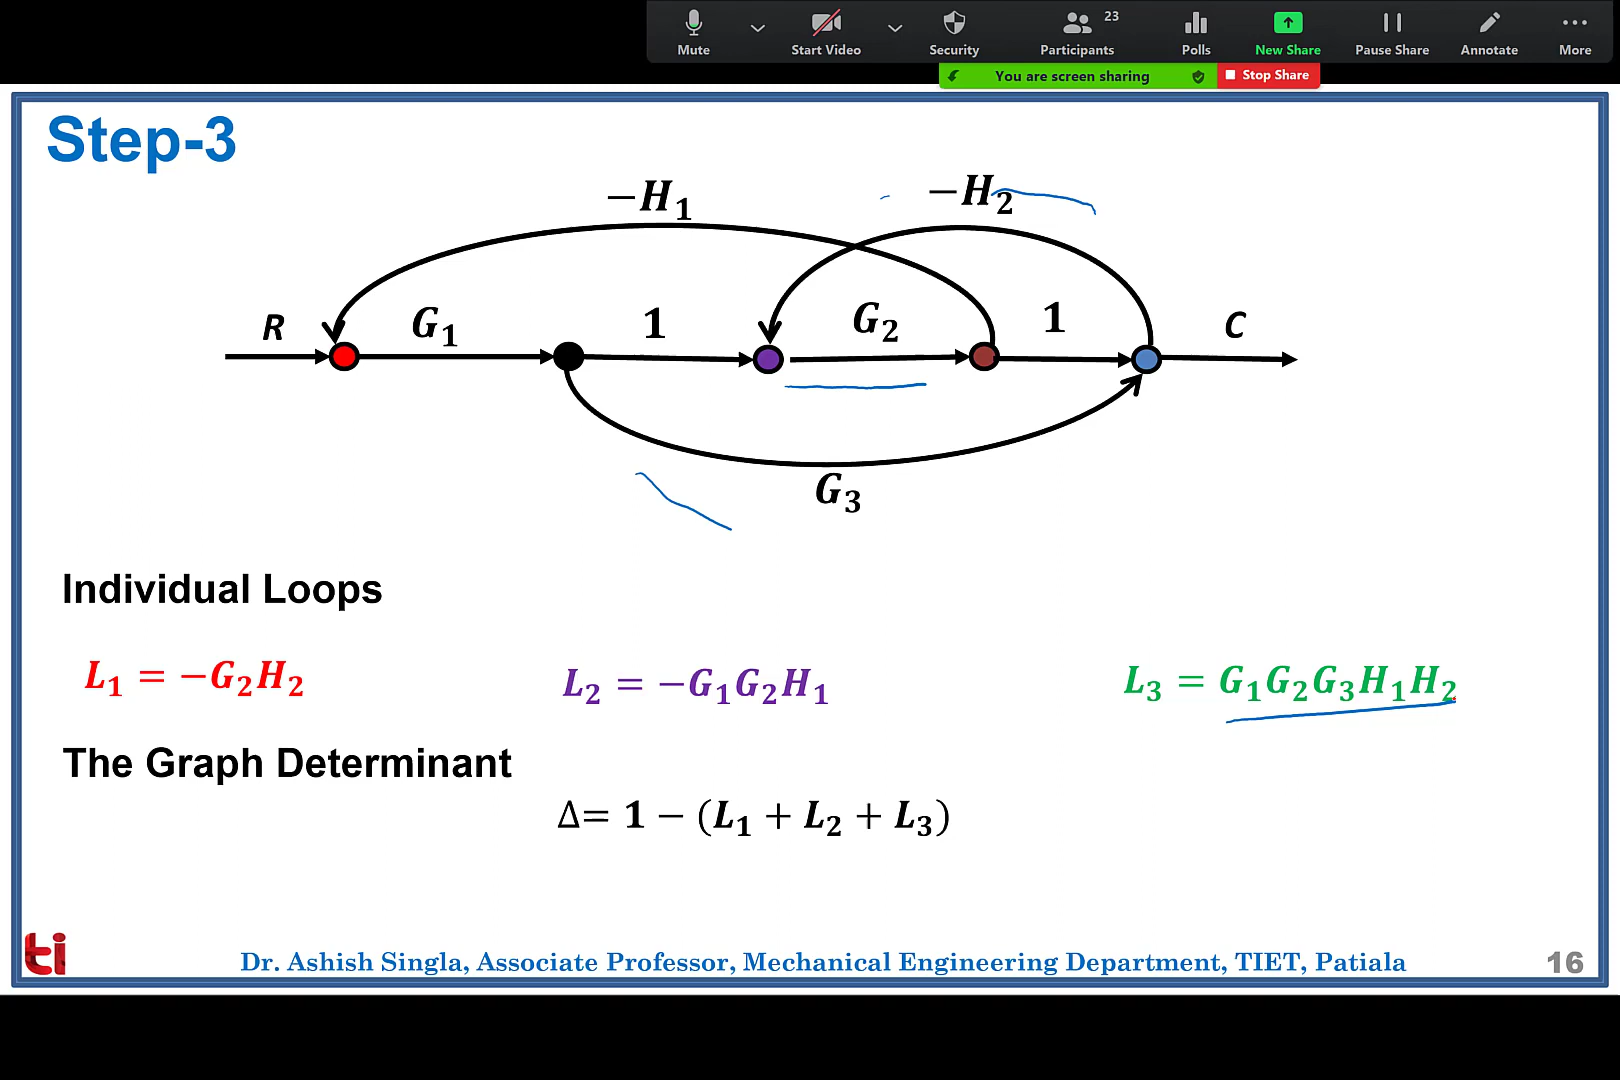 Mute
Start Video
Security
Participants 23
Polls
New Share
Pause Share
Annotate
More
You are screen sharing
Stop Share
Step-3
−H₁
−H₂
R
G₁
1
G₂
1
C
G₃
Individual Loops
L₁ = −G₂H₂
L₂ = −G₁G₂H₁
L₃ = G₁G₂G₃H₁H₂
The Graph Determinant
Δ= 1 − (L₁ + L₂ + L₃)
ti
Dr. Ashish Singla, Associate Professor, Mechanical Engineering Department, TIET, Patiala
16